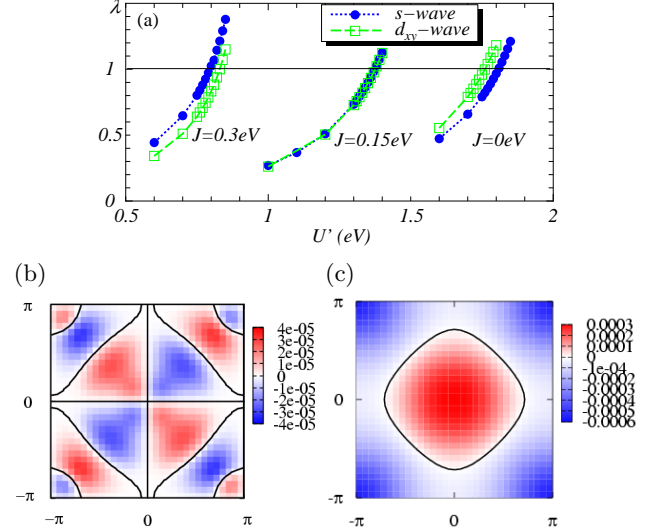 λ
(a)
s-wave
d_xy-wave
1
0.5
0
J=0.3eV
J=0.15eV
J=0eV
0.5
1
1.5
2
U' (eV)
(b)
(c)
π
0
-π
-π
0
π
4e-05
3e-05
2e-05
1e-05
0
-1e-05
-2e-05
-3e-05
-4e-05
π
0
-π
-π
0
π
0.0003
0.0002
0.0001
0
-1e-04
-0.0002
-0.0003
-0.0004
-0.0005
-0.0006